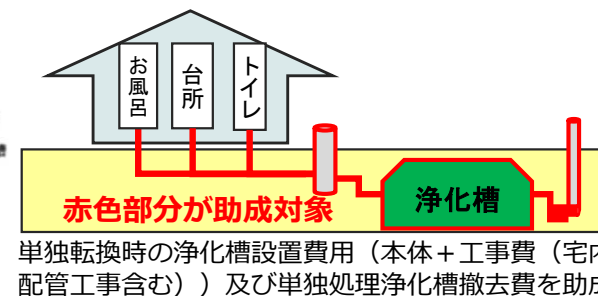 お風呂
台所
トイレ
赤色部分が助成対象
浄化槽
単独転換時の浄化槽設置費用（本体＋工事費（宅内
配管工事含む））及び単独処理浄化槽撤去費を助成